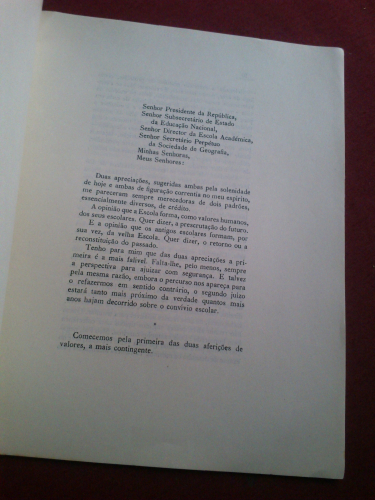 Senhor Presidente da República,
Senhor Subsecretário de Estado
da Educação Nacional,
Senhor Director da Escola Académica,
Senhor Secretário Perpétuo
da Sociedade de Geografia,
Minhas Senhoras,
Meus Senhores:
Duas apreciações, sugeridas ambas pela solenidade
de hoje e ambas de figuração corrente no meu espírito,
me pareceram sempre merecedoras de dois padrões,
essencialmente diversos, de crédito.
A opinião que a Escola forma, como valores humanos,
dos seus escolares. Quer dizer, a prescrutação do futuro.
E a opinião que os antigos escolares formam, por
sua vez, da velha Escola. Quer dizer, o retorno ou a
reconstituição do passado.
Tenho para mim que das duas apreciações a pri-
meira é a mais falível. Falta-lhe, pelo menos, sempre
a perspectiva para ajuizar com segurança. E talvez
pela mesma razão, embora o percurso nos apareça para
o refazermos em sentido contrário, o segundo juízo
estará tanto mais próximo da verdade quantos mais
anos hajam decorrido sobre o convívio escolar.
*
Comecemos pela primeira das duas aferições de
valores, a mais contingente.